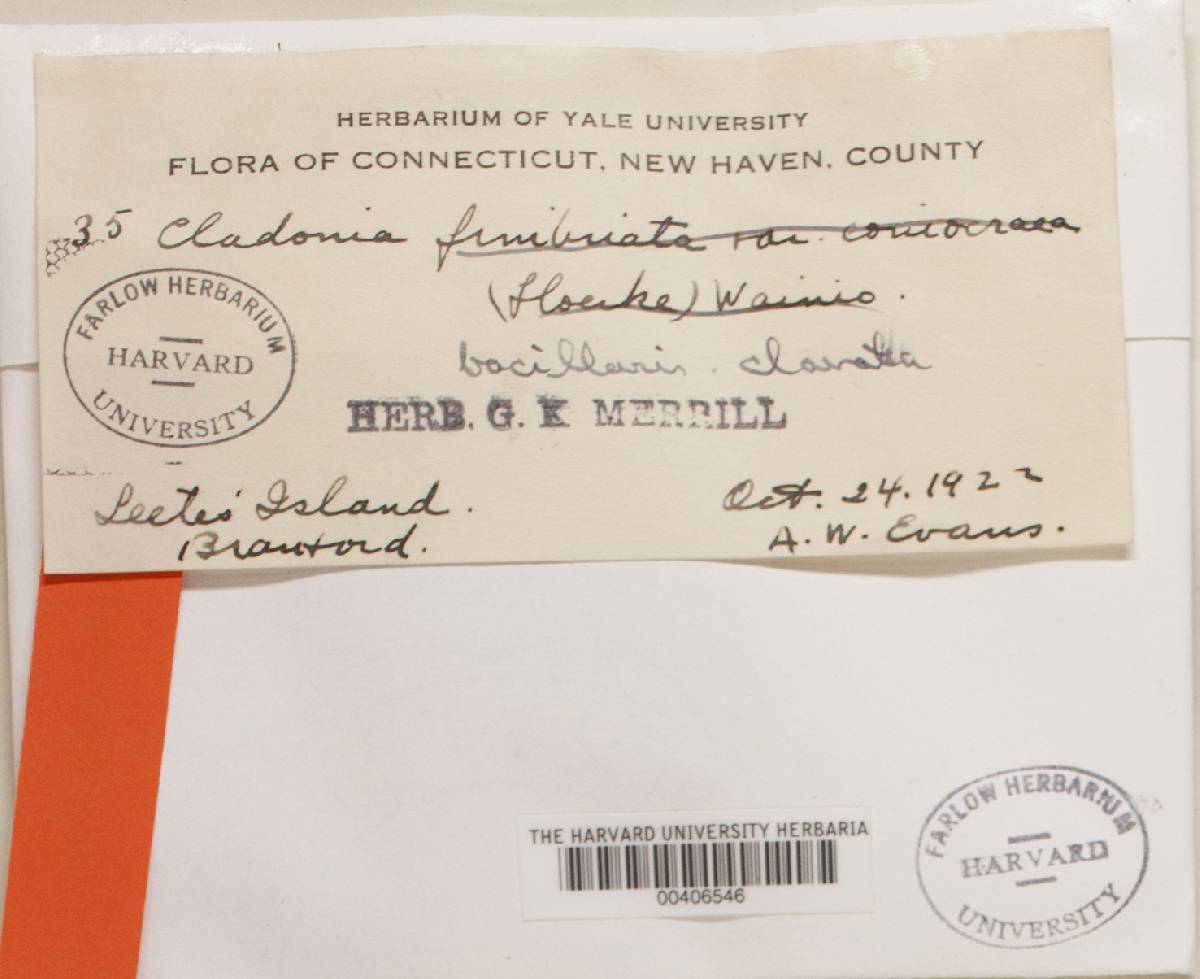 HERBARIUM OF YALE UNIVERSITY
FLORA OF CONNECTICUT, NEW HAVEN, COUNTY
35 Cladonia fimbriata var. coniocraea
(Floerke) Wainio.
bacillaris. clavata
FARLOW HERBARIUM
HARVARD
UNIVERSITY
HERB. G. K MERRILL
Leetes' Island.
Branford.
Oct. 24. 1922
A. W. Evans.
THE HARVARD UNIVERSITY HERBARIA
00406546
FARLOW HERBARIUM
HARVARD
UNIVERSITY